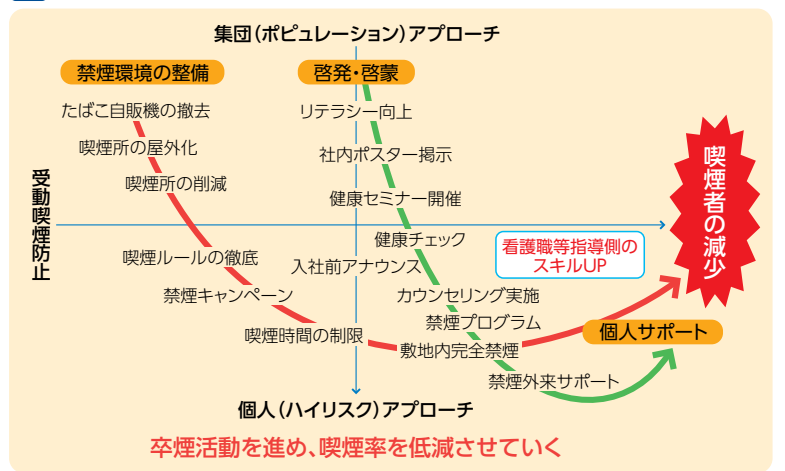 集団（ポピュレーション）アプローチ
禁煙環境の整備
啓発・啓蒙
たばこ自販機の撤去
リテラシー向上
喫煙所の屋外化
社内ポスター掲示
喫煙所の削減
健康セミナー開催
受動喫煙防止
喫煙者の減少
健康チェック
看護職等指導側の
スキルUP
喫煙ルールの徹底
入社前アナウンス
禁煙キャンペーン
カウンセリング実施
禁煙プログラム
喫煙時間の制限
個人サポート
敷地内完全禁煙
禁煙外来サポート
個人（ハイリスク）アプローチ
卒煙活動を進め、喫煙率を低減させていく